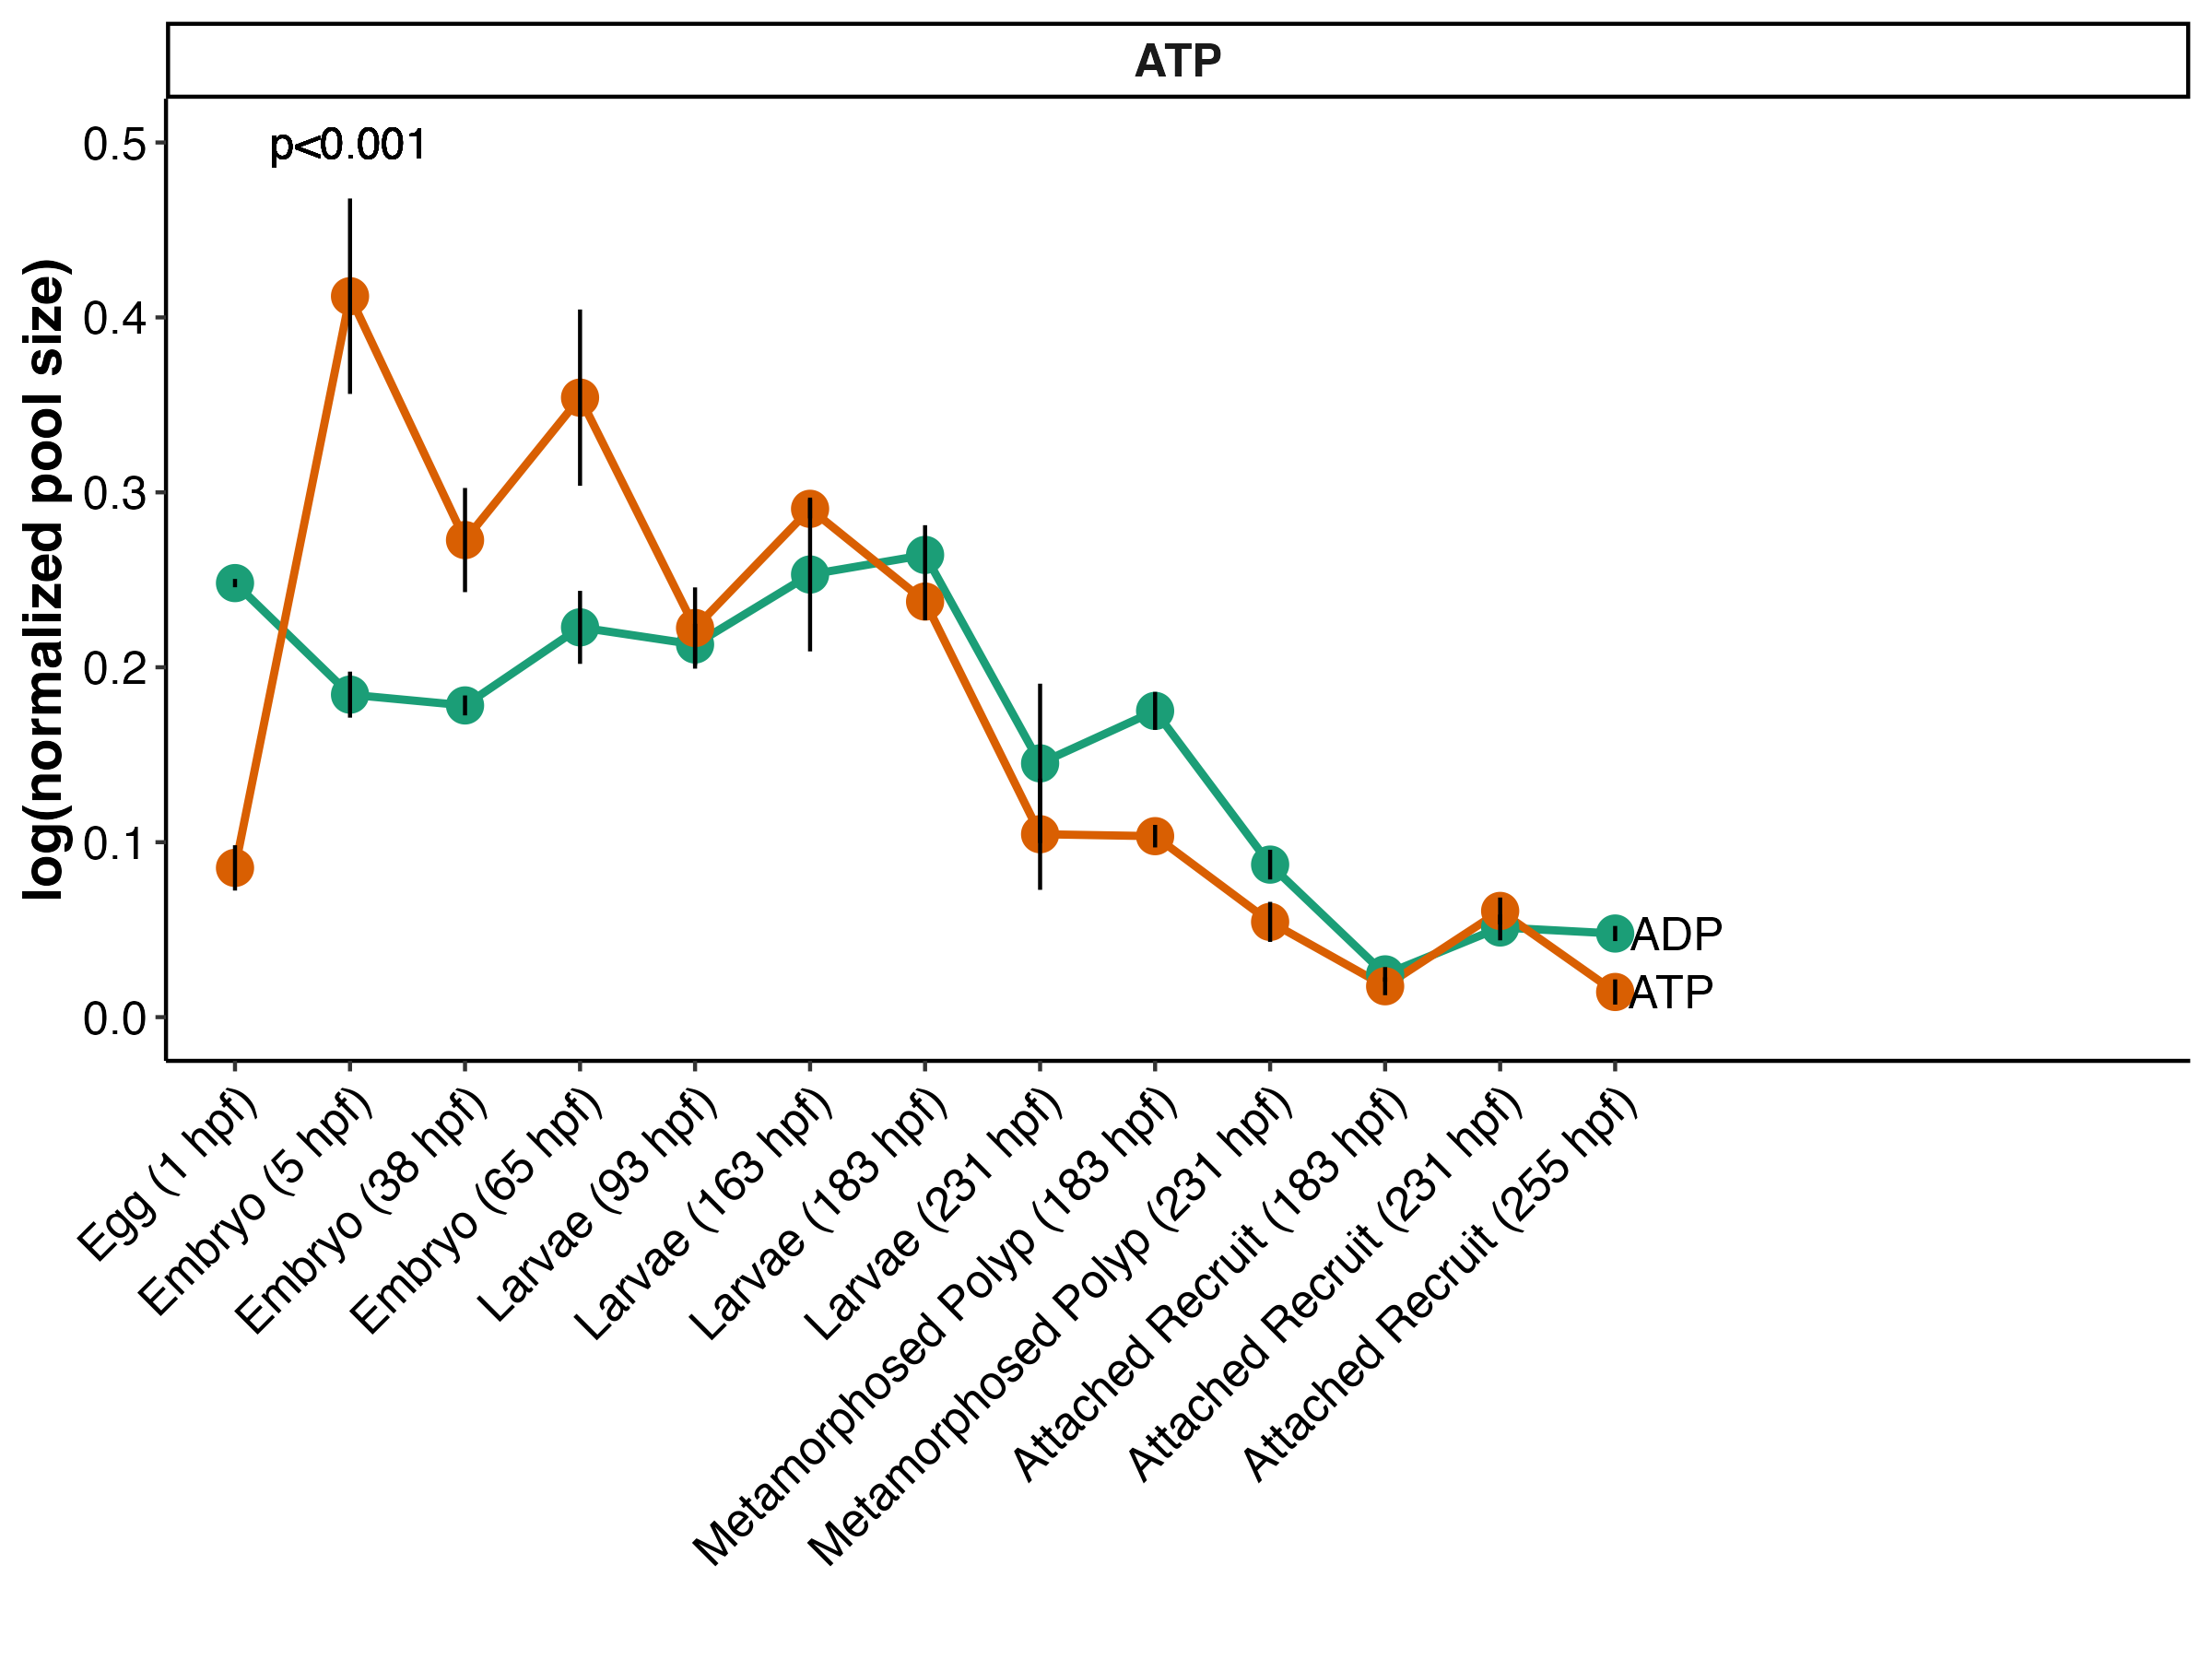 ATP
p<0.001
log(normalized pool size)
0.5
0.4
0.3
0.2
0.1
0.0
ADP
ATP
Egg (1 hpf)
Embryo (5 hpf)
Embryo (38 hpf)
Embryo (65 hpf)
Larvae (93 hpf)
Larvae (163 hpf)
Larvae (183 hpf)
Larvae (231 hpf)
Metamorphosed Polyp (183 hpf)
Metamorphosed Polyp (231 hpf)
Attached Recruit (183 hpf)
Attached Recruit (231 hpf)
Attached Recruit (255 hpf)